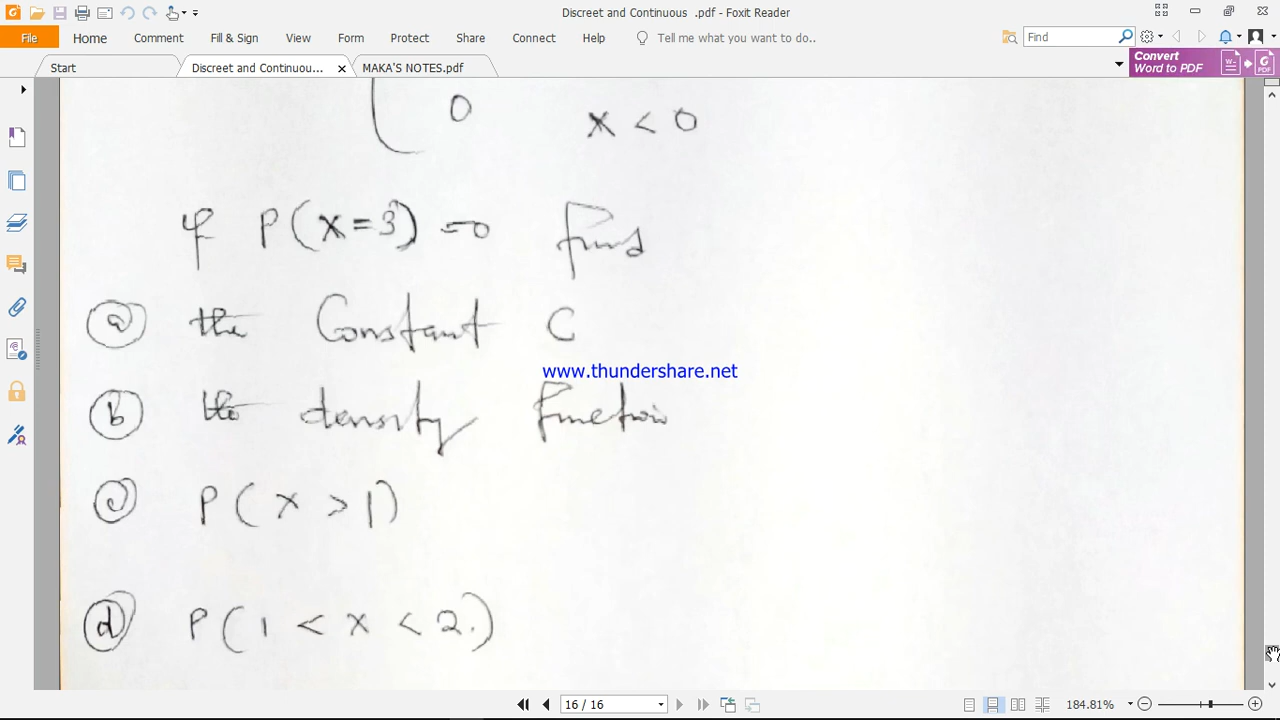 Discreet and Continuous .pdf - Foxit Reader
File Home Comment Fill & Sign View Form Protect Share Connect Help Tell me what you want to do.. Find
Start Discreet and Continuou... MAKA'S NOTES.pdf
Convert
Word to PDF
0 x < 0
If P(x=3) = 0 find
(a) the Constant C
www.thundershare.net
(b) the density function
(c) P(x > 1)
(d) P(1 < x < 2.)
16 / 16 184.81%